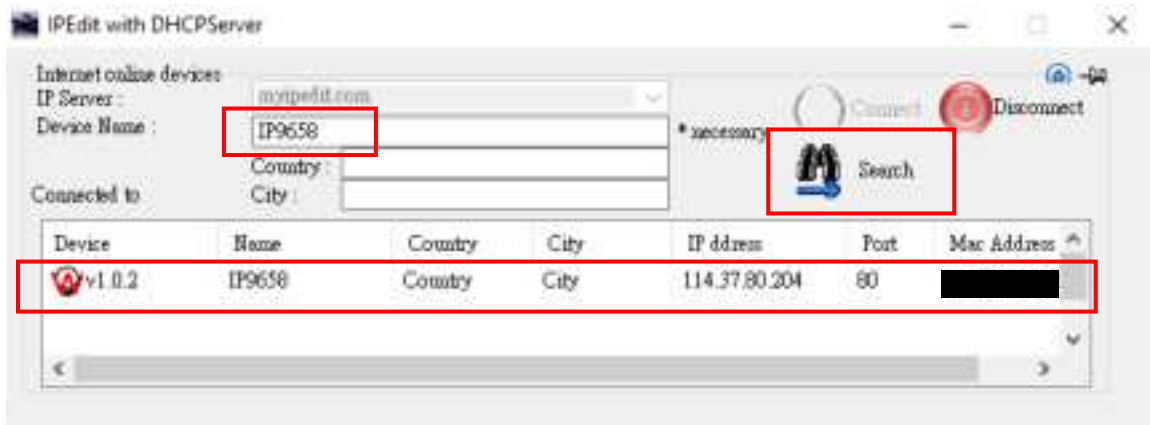 IPEdit with DHCPServer
Internet online devices
IP Server :
myipedit.com
Connect
Disconnect
Device Name :
IP9658
* necessary
Country :
Search
Connected to
City :
Device Name Country City IP ddress Port Mac Address
v1.0.2 IP9658 Country City 114.37.80.204 80